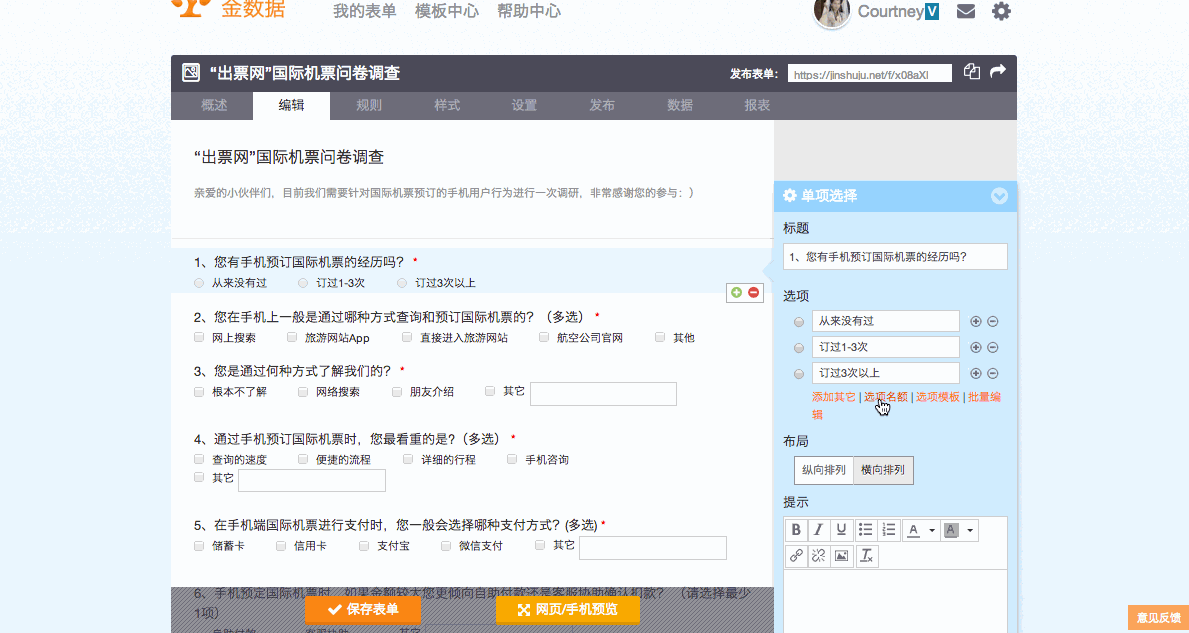 金数据
我的表单 模板中心 帮助中心
Courtney V
“出票网”国际机票问卷调查
发布表单： https://jinshuju.net/f/x08aXl
概述 编辑 规则 样式 设置 发布 数据 报表
“出票网”国际机票问卷调查
亲爱的小伙伴们，目前我们需要针对国际机票预订的手机用户行为进行一次调研，非常感谢您的参与：）
1、您有手机预订国际机票的经历吗？ *
从来没有过 订过1-3次 订过3次以上
2、您在手机上一般是通过哪种方式查询和预订国际机票的？（多选） *
网上搜索 旅游网站App 直接进入旅游网站 航空公司官网 其他
3、您是通过何种方式了解我们的？ *
根本不了解 网络搜索 朋友介绍 其它
4、通过手机预订国际机票时，您最看重的是?（多选） *
查询的速度 便捷的流程 详细的行程 手机咨询
其它
5、在手机端国际机票进行支付时，您一般会选择哪种支付方式？(多选) *
储蓄卡 信用卡 支付宝 微信支付 其它
6、手机预定国际机票时，如果金额较大您更倾向自助付款还是客服协助确认扣款？ （请选择最少
1项）
自助付款 客服协助 其它
保存表单
网页/手机预览
单项选择
标题
1、您有手机预订国际机票的经历吗？
选项
从来没有过
订过1-3次
订过3次以上
添加其它 | 选项名额 | 选项模板 | 批量编
辑
布局
纵向排列 横向排列
提示
B I U A A
意见反馈